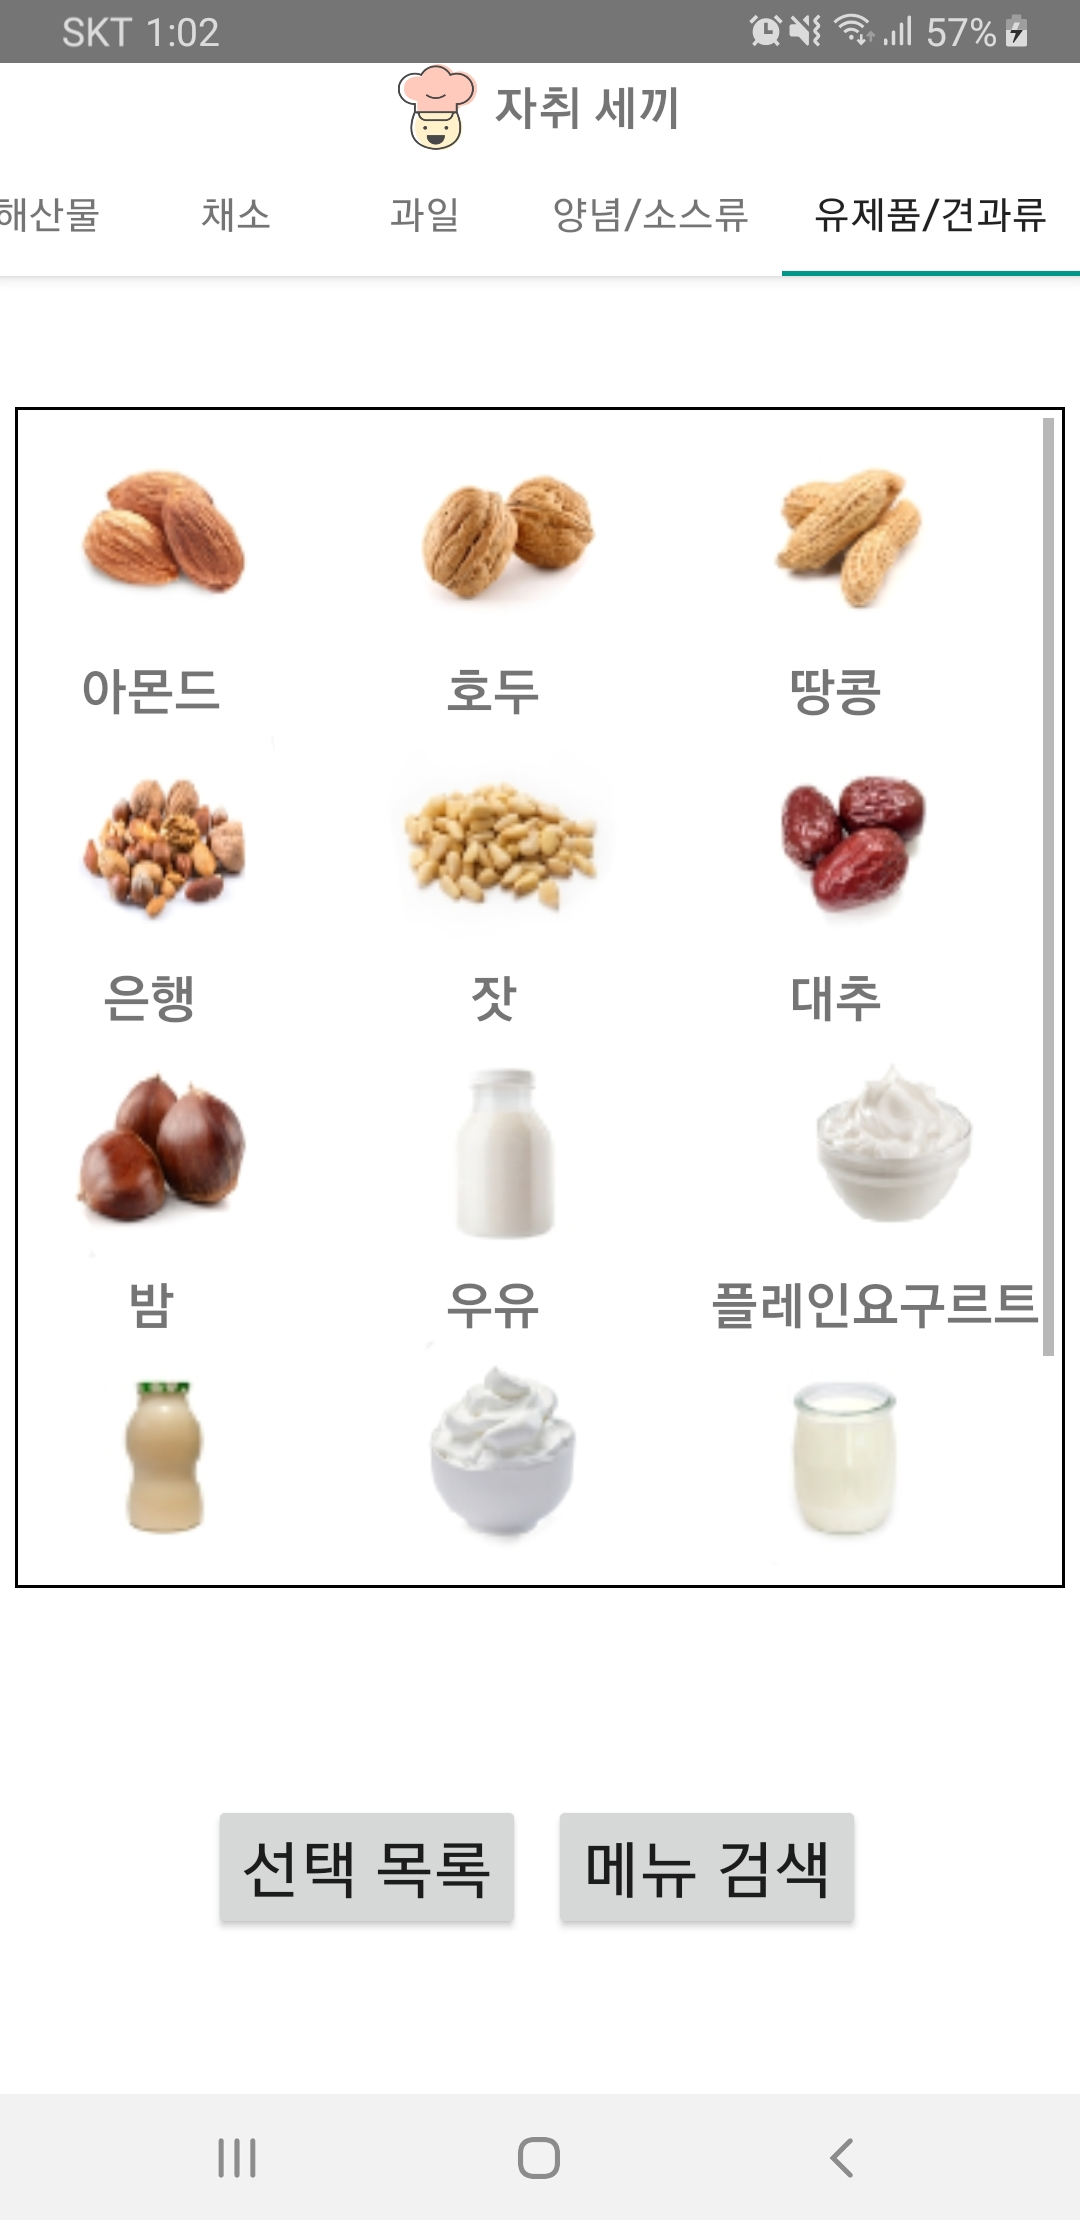 SKT 1:02 57%
자취 세끼
해산물 채소 과일 양념/소스류 유제품/견과류
아몬드 호두 땅콩
은행 잣 대추
밤 우유 플레인요구르트
선택 목록 메뉴 검색